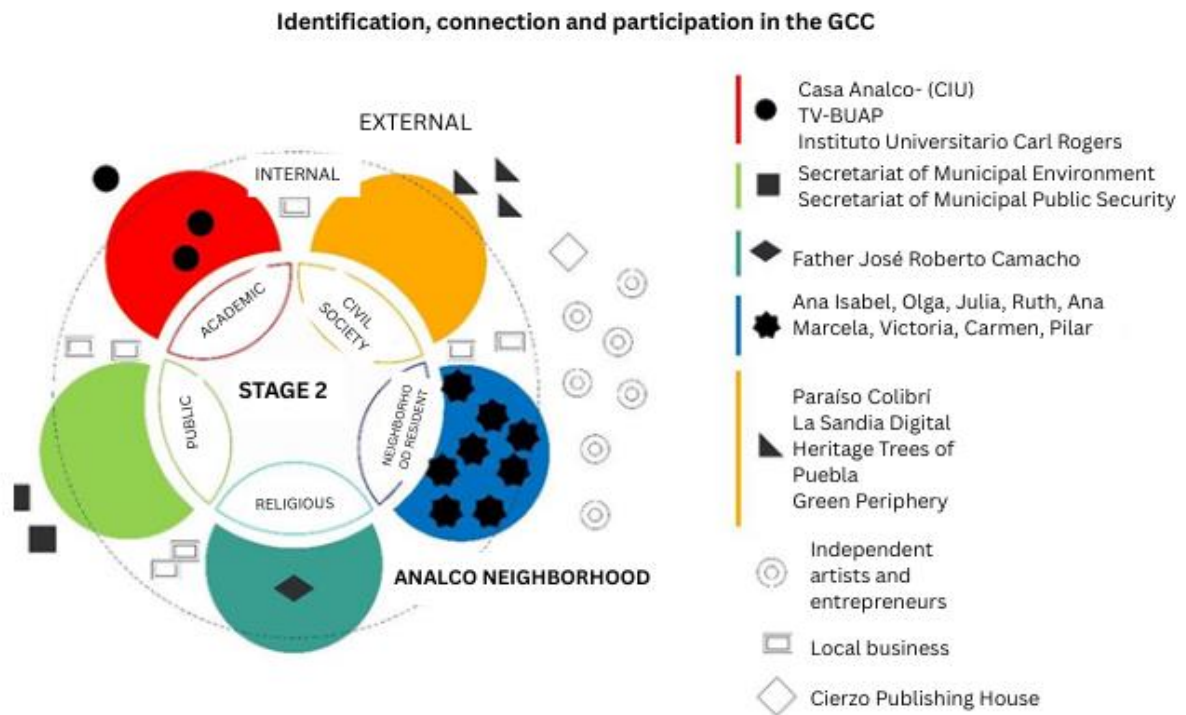 Identification, connection and participation in the GCC
EXTERNAL
INTERNAL
ACADEMIC
CIVIL
SOCIETY
STAGE 2
PUBLIC
NEIGHBORHO
OD RESIDENT
RELIGIOUS
ANALCO NEIGHBORHOOD
Casa Analco- (CIU)
TV-BUAP
Instituto Universitario Carl Rogers
Secretariat of Municipal Environment
Secretariat of Municipal Public Security
Father José Roberto Camacho
Ana Isabel, Olga, Julia, Ruth, Ana
Marcela, Victoria, Carmen, Pilar
Paraíso Colibrí
La Sandia Digital
Heritage Trees of
Puebla
Green Periphery
Independent
artists and
entrepreneurs
Local business
Cierzo Publishing House